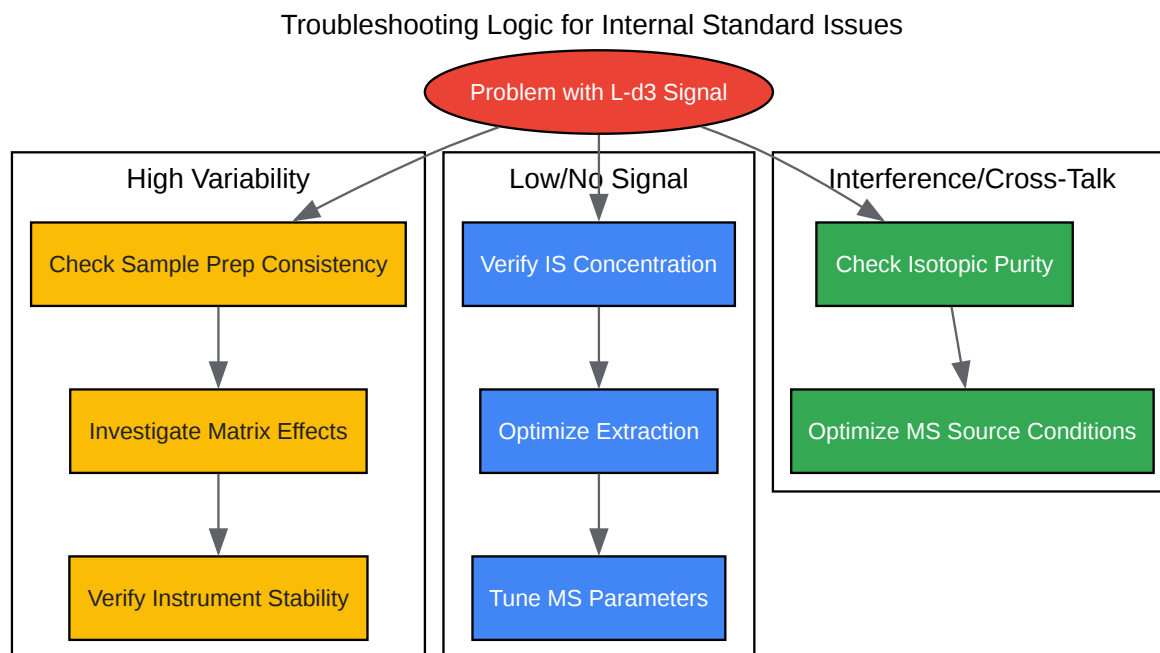 Troubleshooting Logic for Internal Standard Issues
Problem with L-d3 Signal
High Variability
Check Sample Prep Consistency
Investigate Matrix Effects
Verify Instrument Stability
Low/No Signal
Verify IS Concentration
Optimize Extraction
Tune MS Parameters
Interference/Cross-Talk
Check Isotopic Purity
Optimize MS Source Conditions